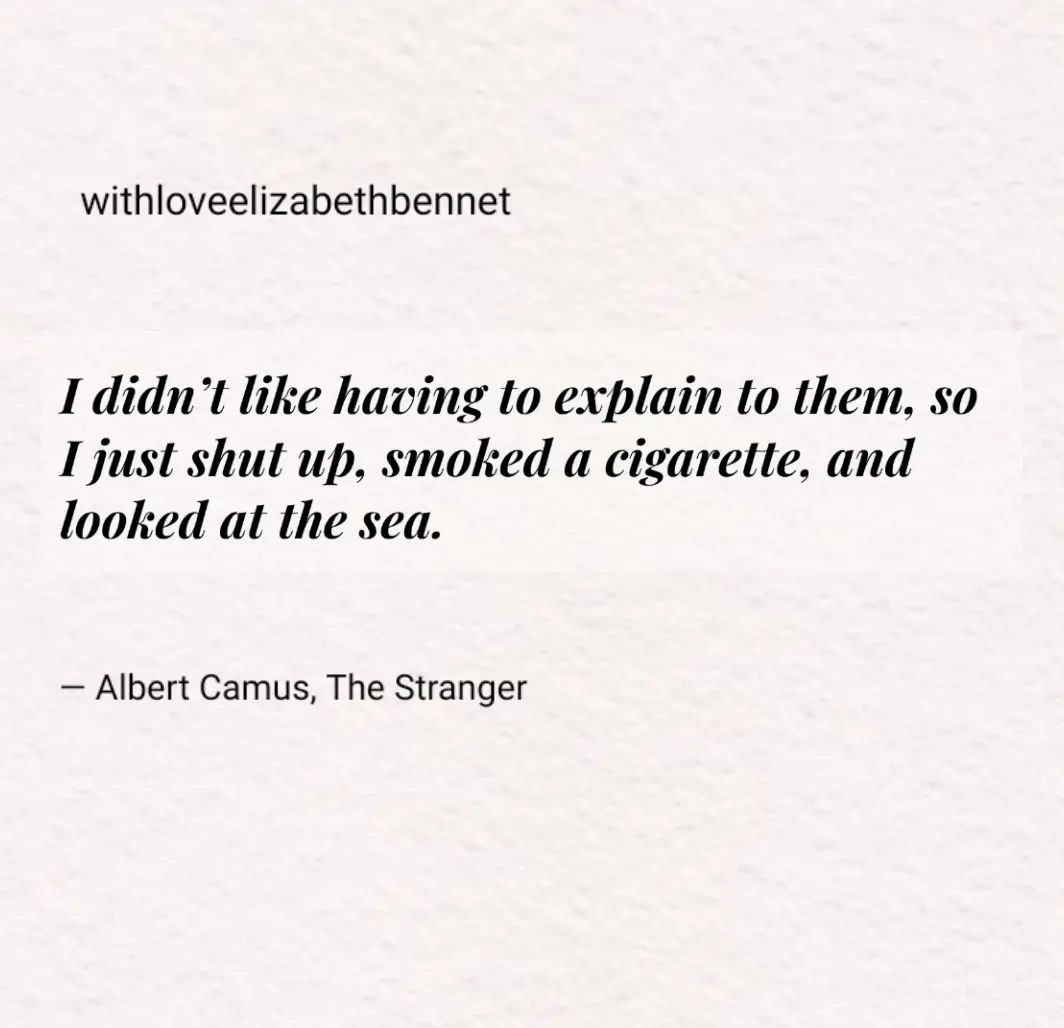 withloveelizabethbennet
I didn’t like having to explain to them, so
I just shut up, smoked a cigarette, and
looked at the sea.
— Albert Camus, The Stranger